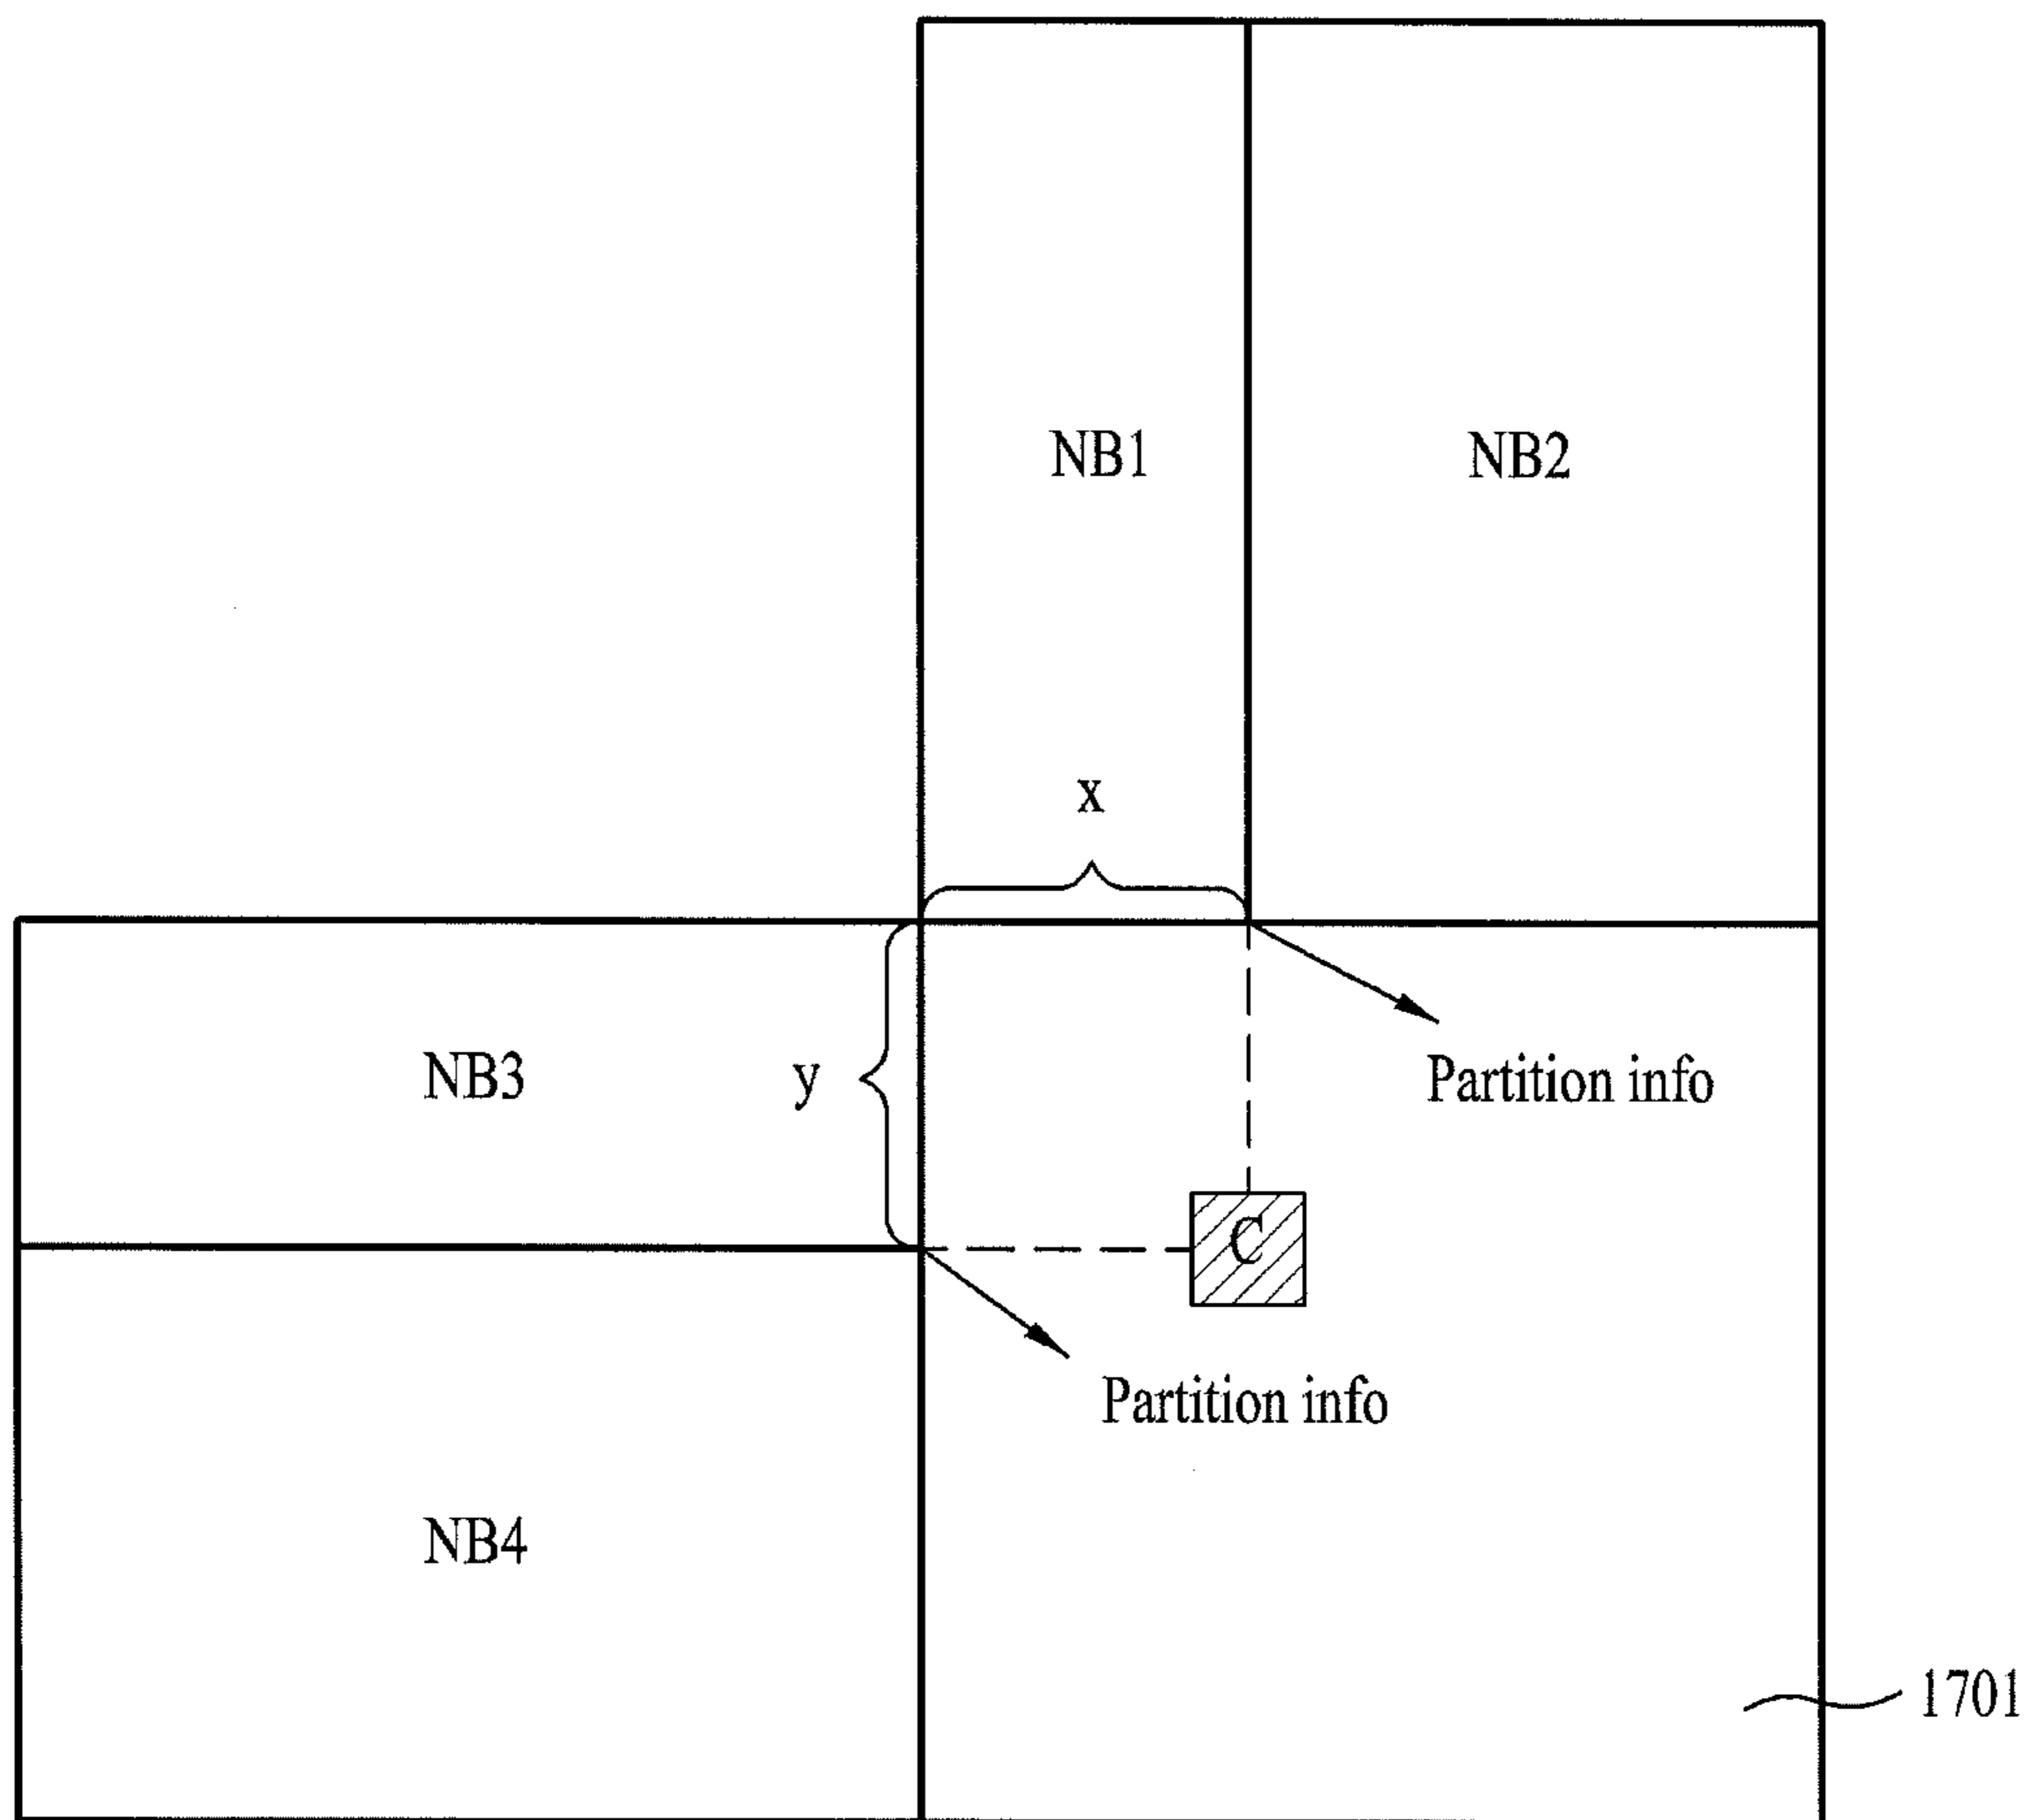 NB1
NB2
x
NB3
y
Partition info
C
Partition info
NB4
1701